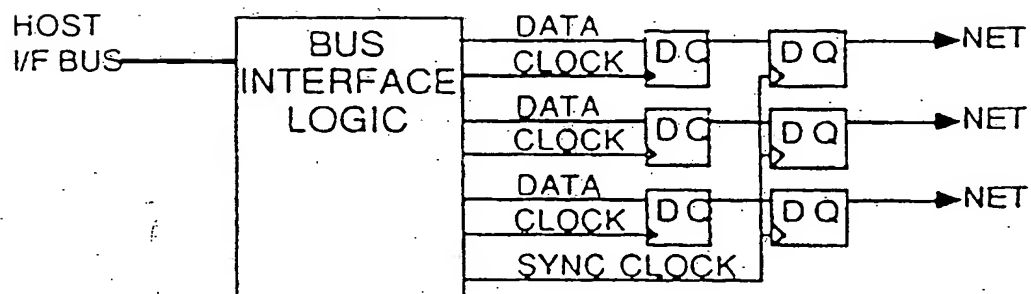 HOST
I/F BUS
BUS
INTERFACE
LOGIC
DATA
CLOCK
D Q
D Q
NET
DATA
CLOCK
D Q
D Q
NET
DATA
CLOCK
D Q
D Q
NET
SYNC CLOCK